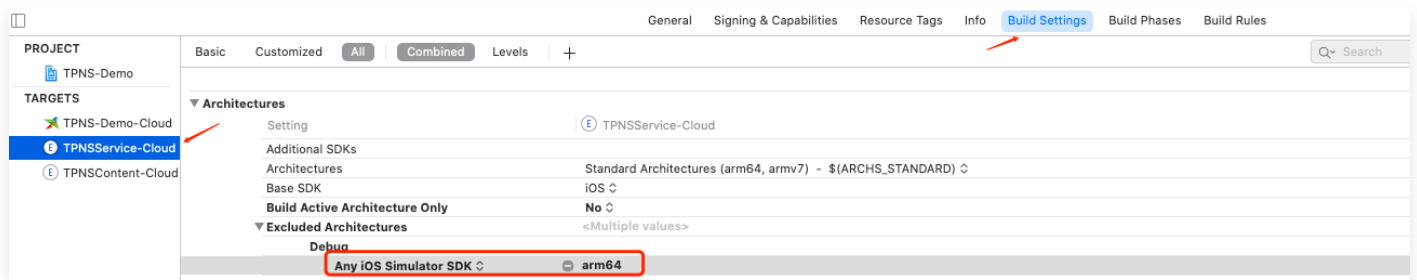 General Signing & Capabilities Resource Tags Info Build Settings Build Phases Build Rules
PROJECT
TPNS-Demo
TARGETS
TPNS-Demo-Cloud
E TPNSService-Cloud
E TPNSContent-Cloud
Basic Customized All Combined Levels + Search
Architectures
Setting E TPNSService-Cloud
Additional SDKs
Architectures Standard Architectures (arm64, armv7) - $(ARCHS_STANDARD)
Base SDK iOS
Build Active Architecture Only No
Excluded Architectures <Multiple values>
Debug
Any iOS Simulator SDK arm64